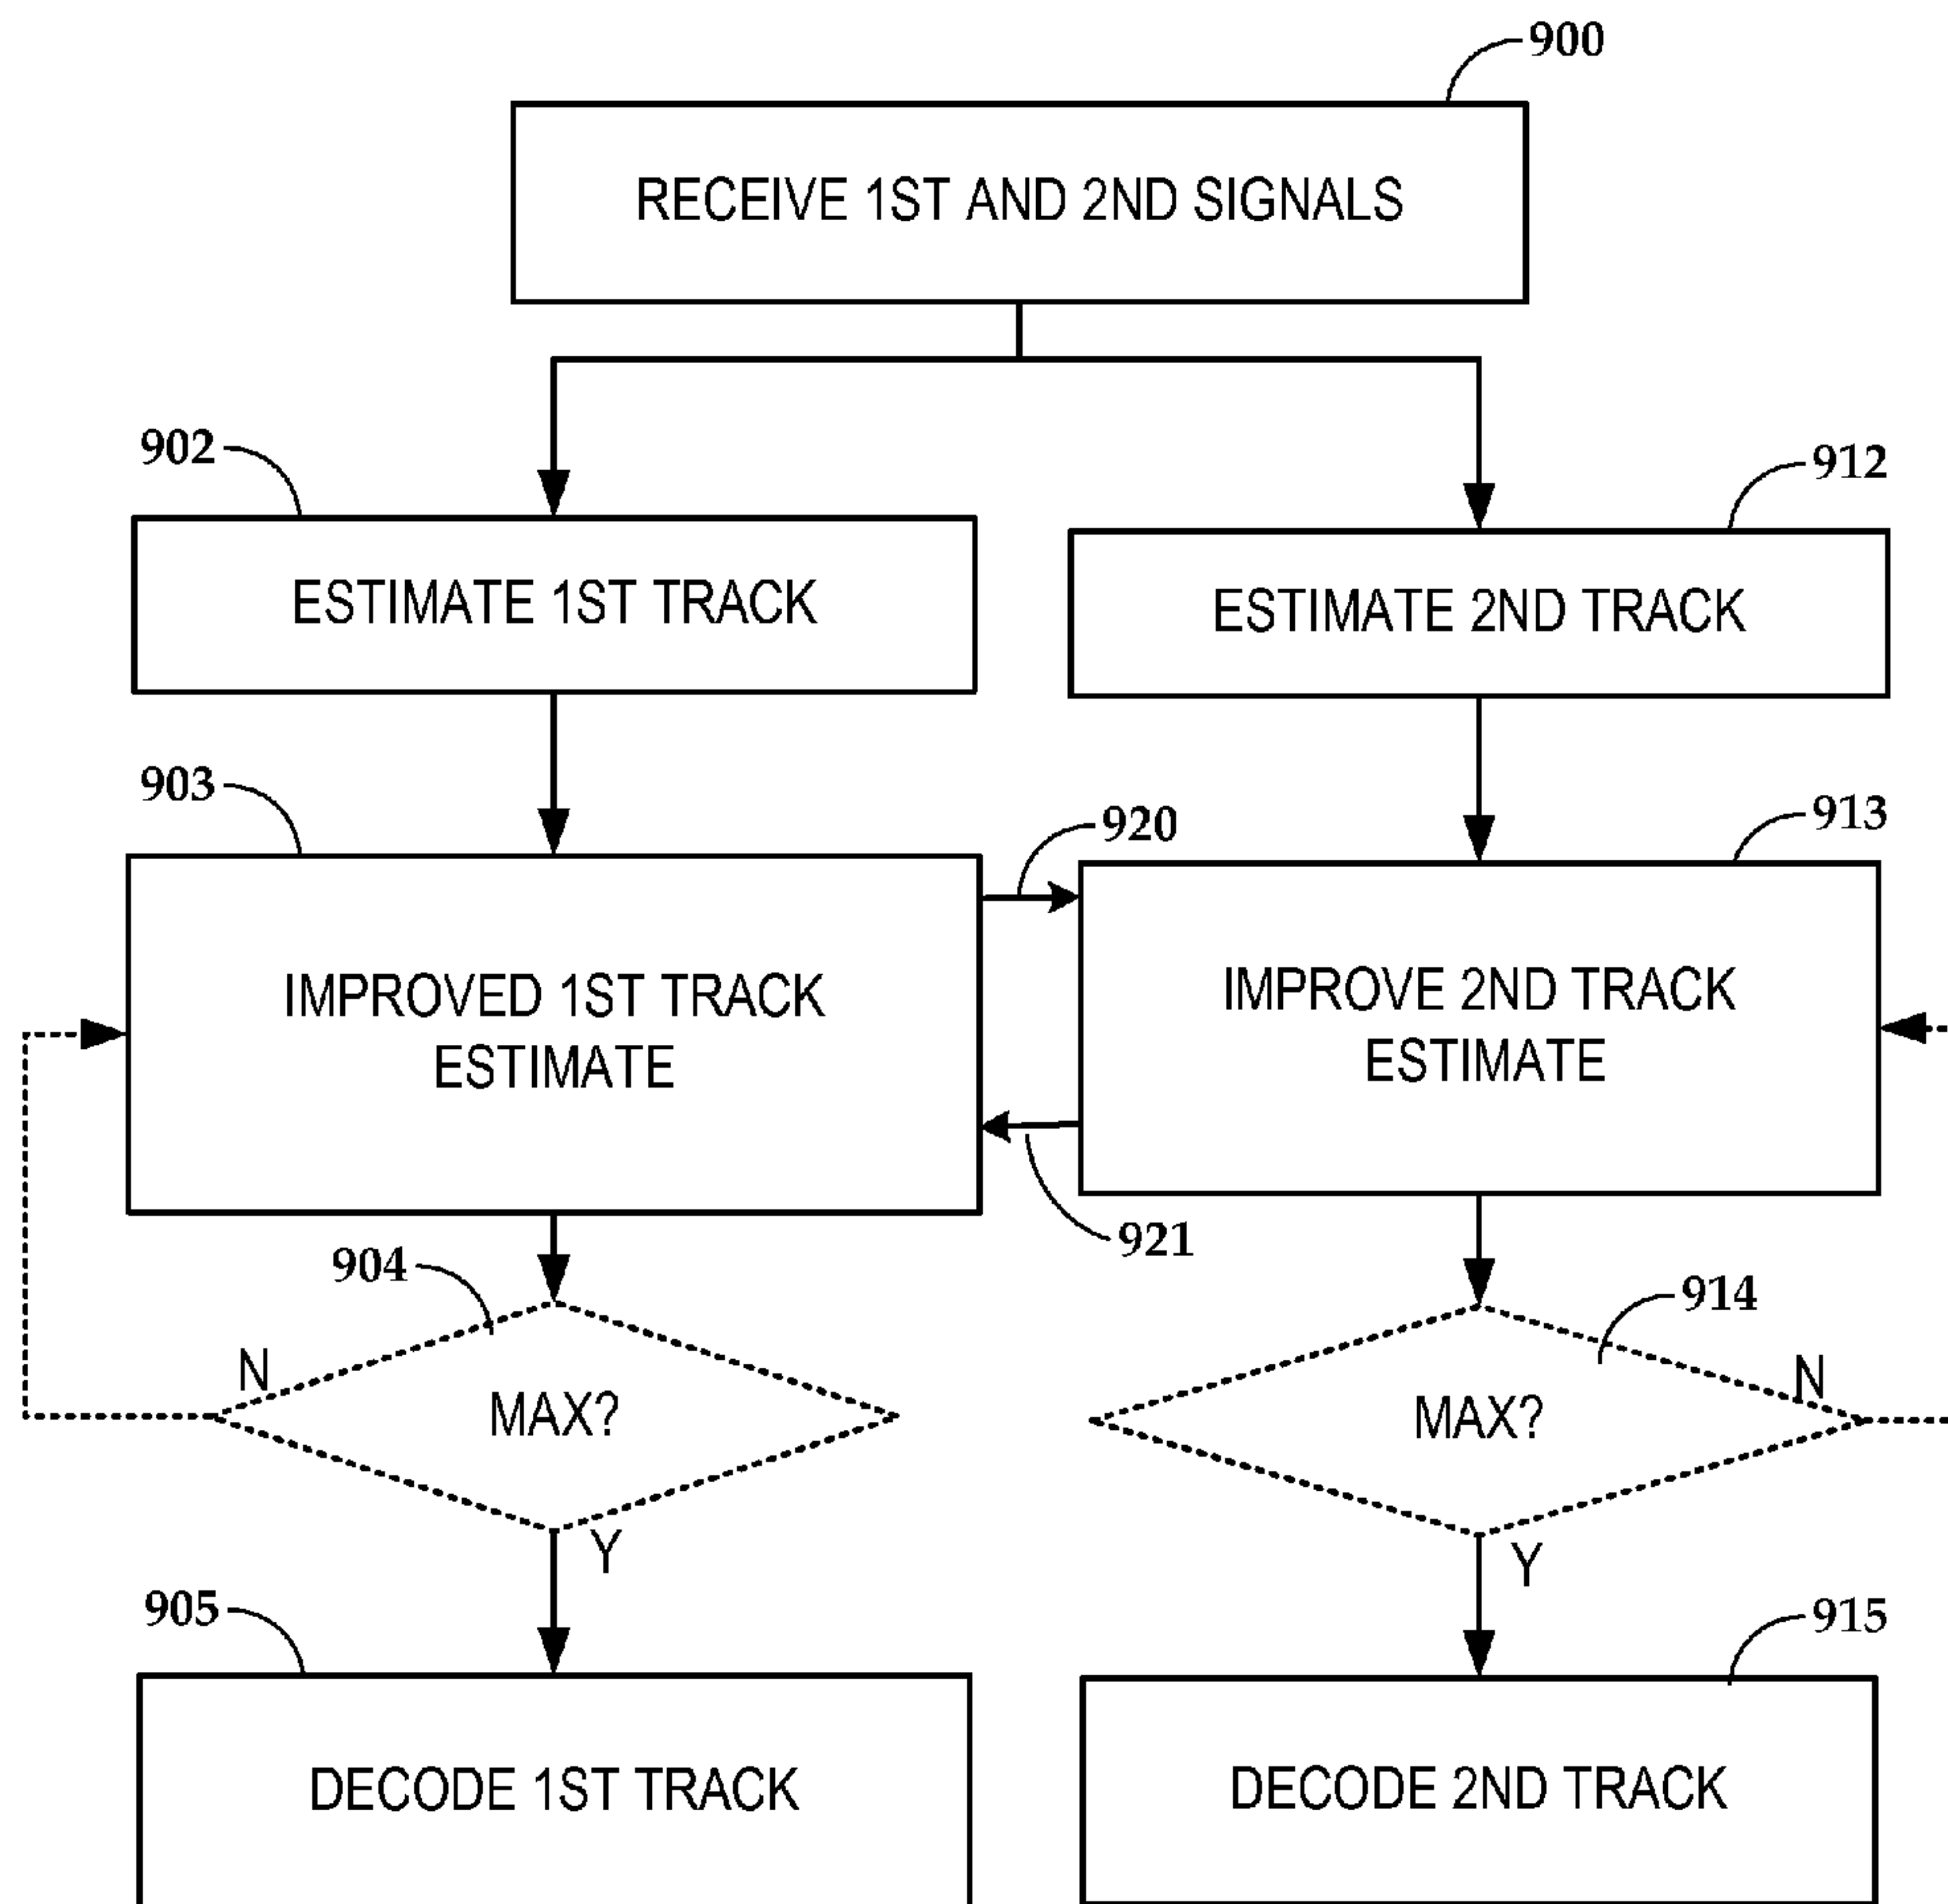 900
RECEIVE 1ST AND 2ND SIGNALS
902
912
ESTIMATE 1ST TRACK
ESTIMATE 2ND TRACK
903
920
913
IMPROVED 1ST TRACK
ESTIMATE
IMPROVE 2ND TRACK
ESTIMATE
921
904
914
N
MAX?
Y
N
MAX?
Y
905
915
DECODE 1ST TRACK
DECODE 2ND TRACK